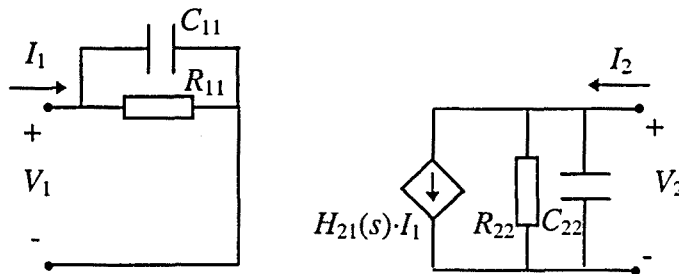 C₁₁
I₁
R₁₁
+
V₁
-
I₂
+
V₂
H₂₁(s)·I₁
R₂₂
C₂₂
-